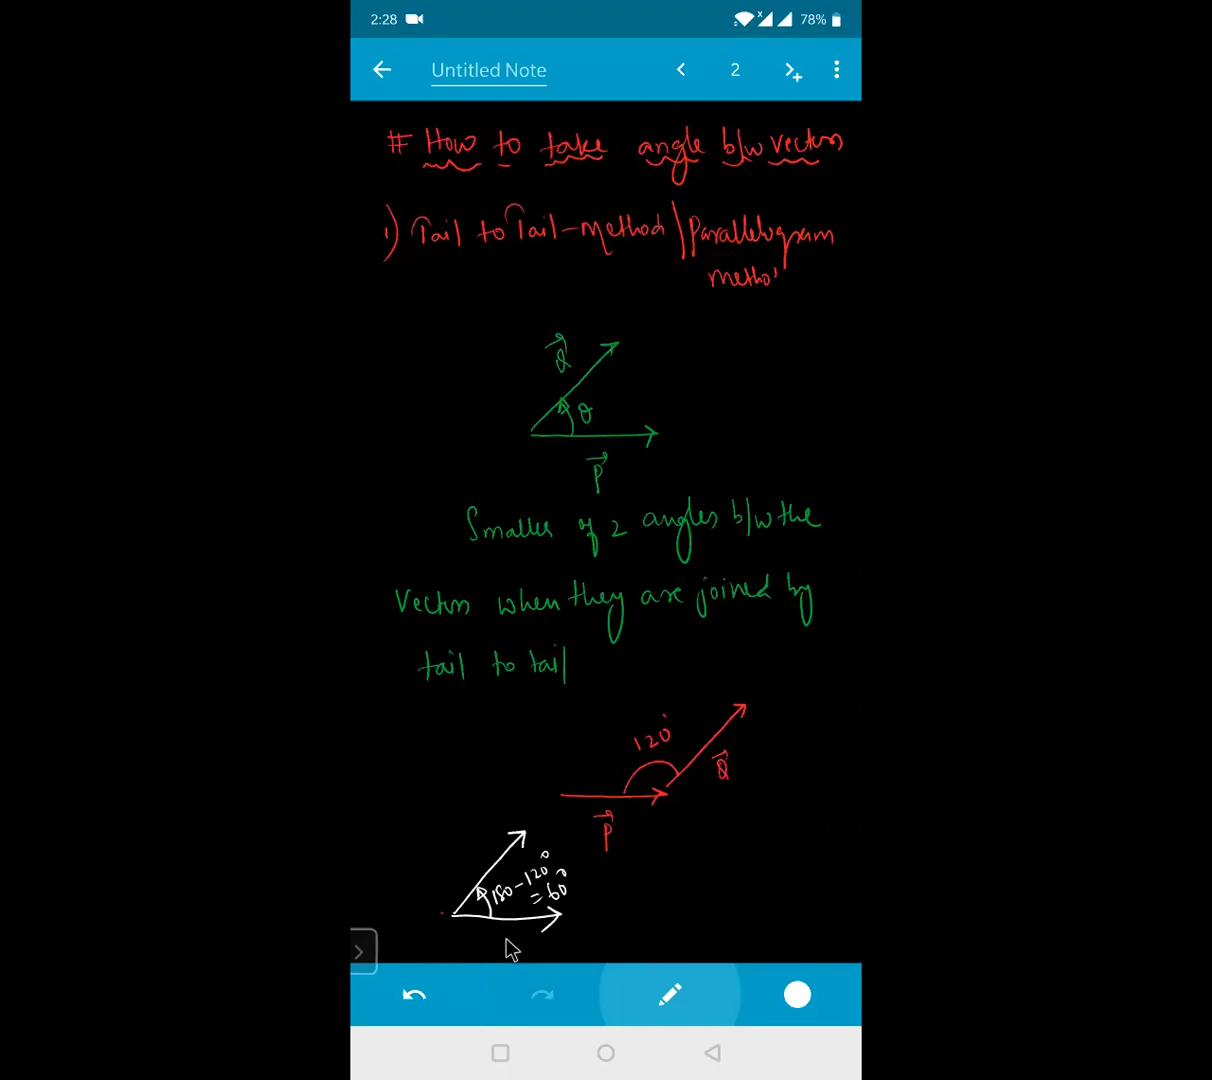 2:28
78%
Untitled Note
2
# How to take angle b/w vectors
1) Tail to Tail-method / Parallelogram
metho
Q
θ
P
Smaller of 2 angles b/w the
vectors when they are joined by
tail to tail
120°
Q
P
180-120°
= 60°